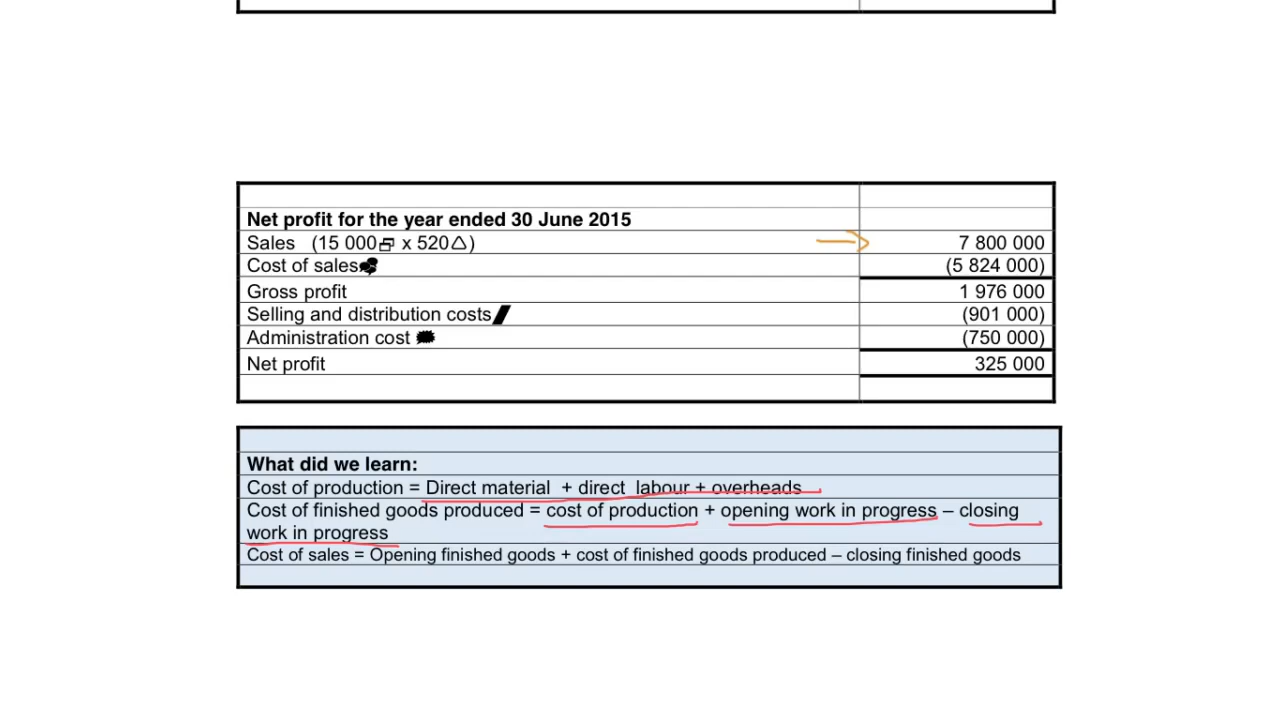 Net profit for the year ended 30 June 2015
Sales (15 000 x 520)
7 800 000
Cost of sales
(5 824 000)
Gross profit
1 976 000
Selling and distribution costs
(901 000)
Administration cost
(750 000)
Net profit
325 000
What did we learn:
Cost of production = Direct material + direct labour + overheads
Cost of finished goods produced = cost of production + opening work in progress – closing
work in progress
Cost of sales = Opening finished goods + cost of finished goods produced – closing finished goods